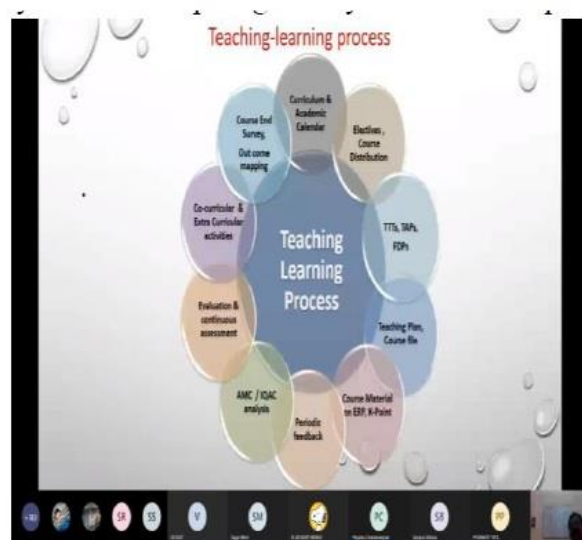 Teaching-learning process
Curriculum &
Academic
Calendar
Electives ,
Course
Distribution
TTTs, TAPs,
FDPs
Teaching Plan,
Course file
Course Material
on ERP, K-Point
Periodic
feedback
AMC / IQAC
analysis
Evaluation &
continuous
assessment
Co-curricular &
Extra Curricular
activities
Course End
Survey,
Out come
mapping
Teaching
Learning
Process
SR
SS
V
SM
PC
SB
PP